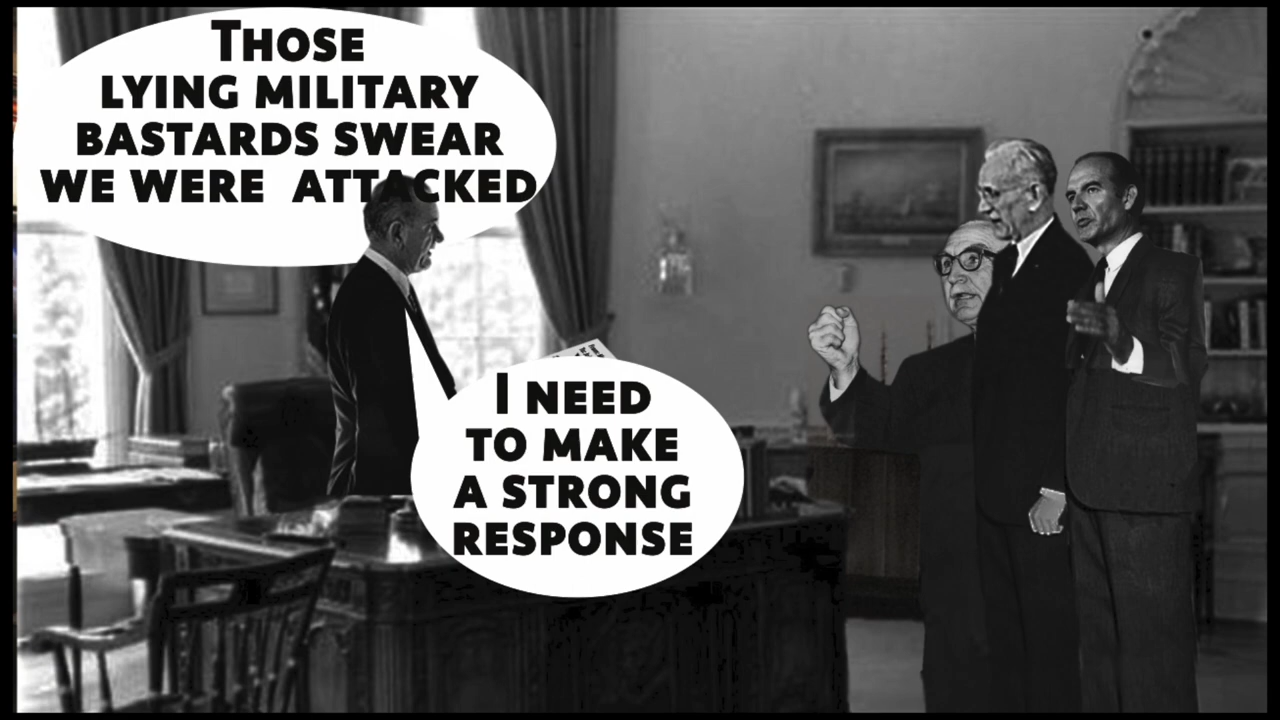 THOSE
LYING MILITARY
BASTARDS SWEAR
WE WERE ATTACKED
I NEED
TO MAKE
A STRONG
RESPONSE